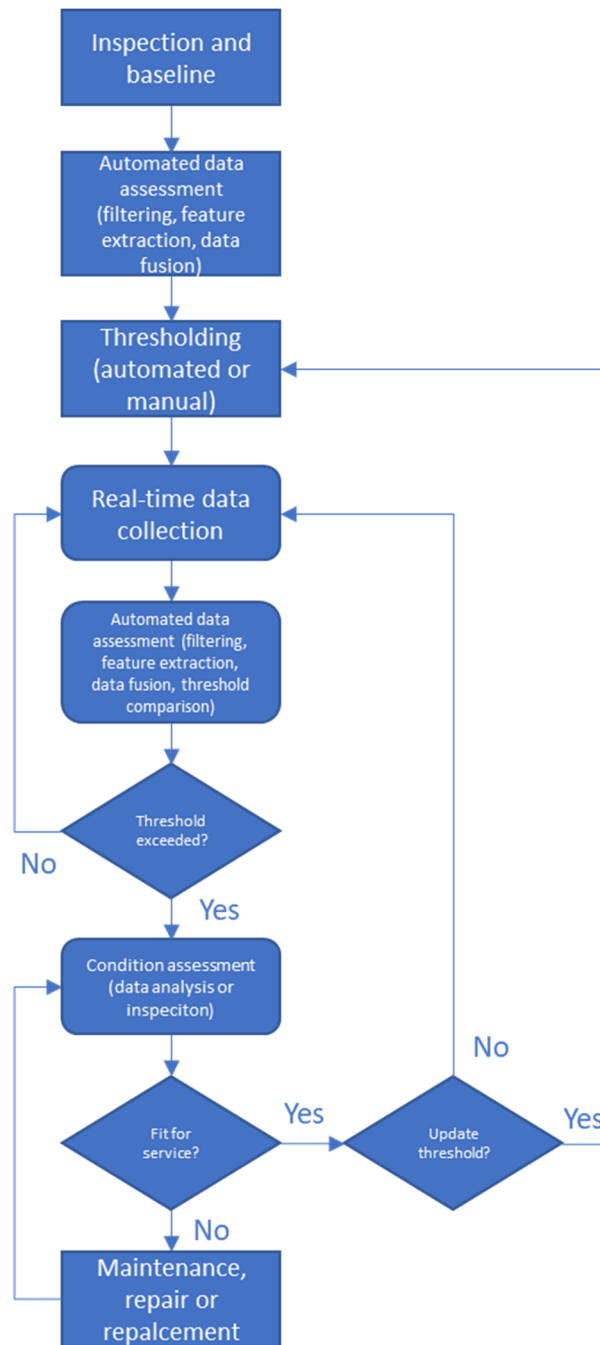 Inspection and
baseline
Automated data
assessment
(filtering, feature
extraction, data
fusion)
Thresholding
(automated or
manual)
Real-time data
collection
Automated data
assessment (filtering,
feature extraction,
data fusion, threshold
comparison)
Threshold
exceeded?
No
Yes
Condition assessment
(data analysis or
inspeciton)
No
Fit for
service?
Yes
Update
threshold?
Yes
No
Maintenance,
repair or
repalcement